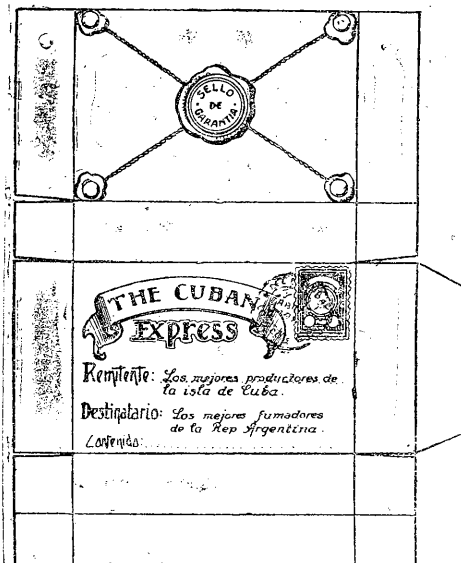 SELLO
DE
GARANTIA
THE CUBAN
Express
Remitente: Los mejores productores de
la isla de Cuba.
Destinatario: Los mejores fumadores
de la Rep Argentina.
Contenido: